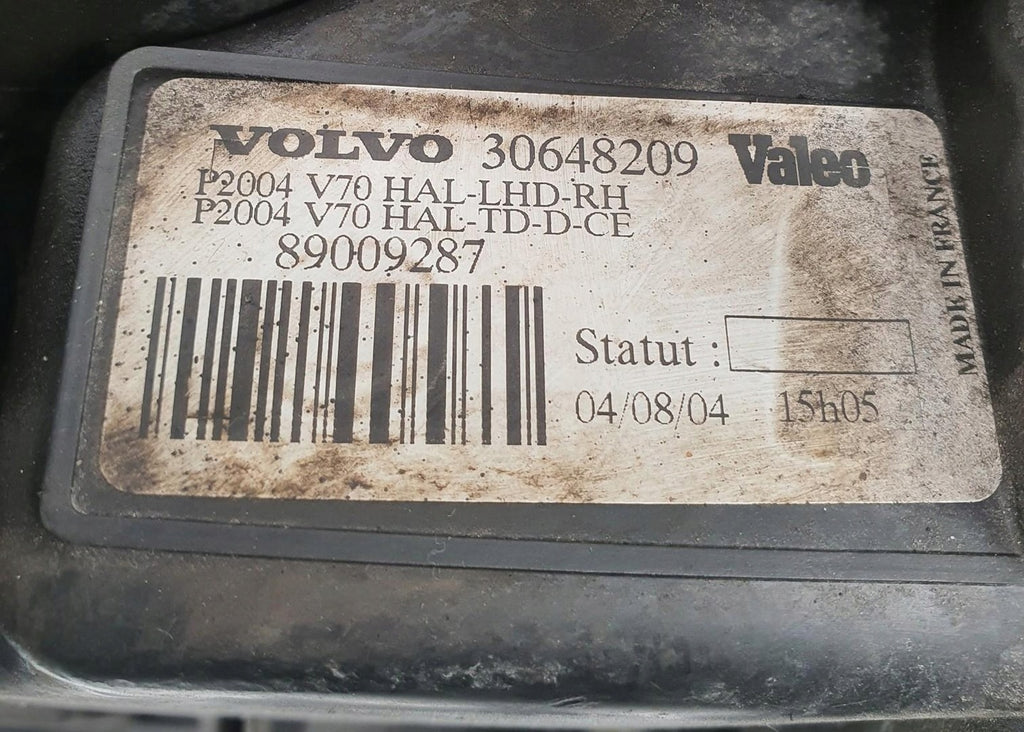 VOLVO 30648209 Valeo
P2004 V70 HAL-LHD-RH
P2004 V70 HAL-TD-D-CE
89009287
Statut :
04/08/04 15h05
MADE IN FRANCE